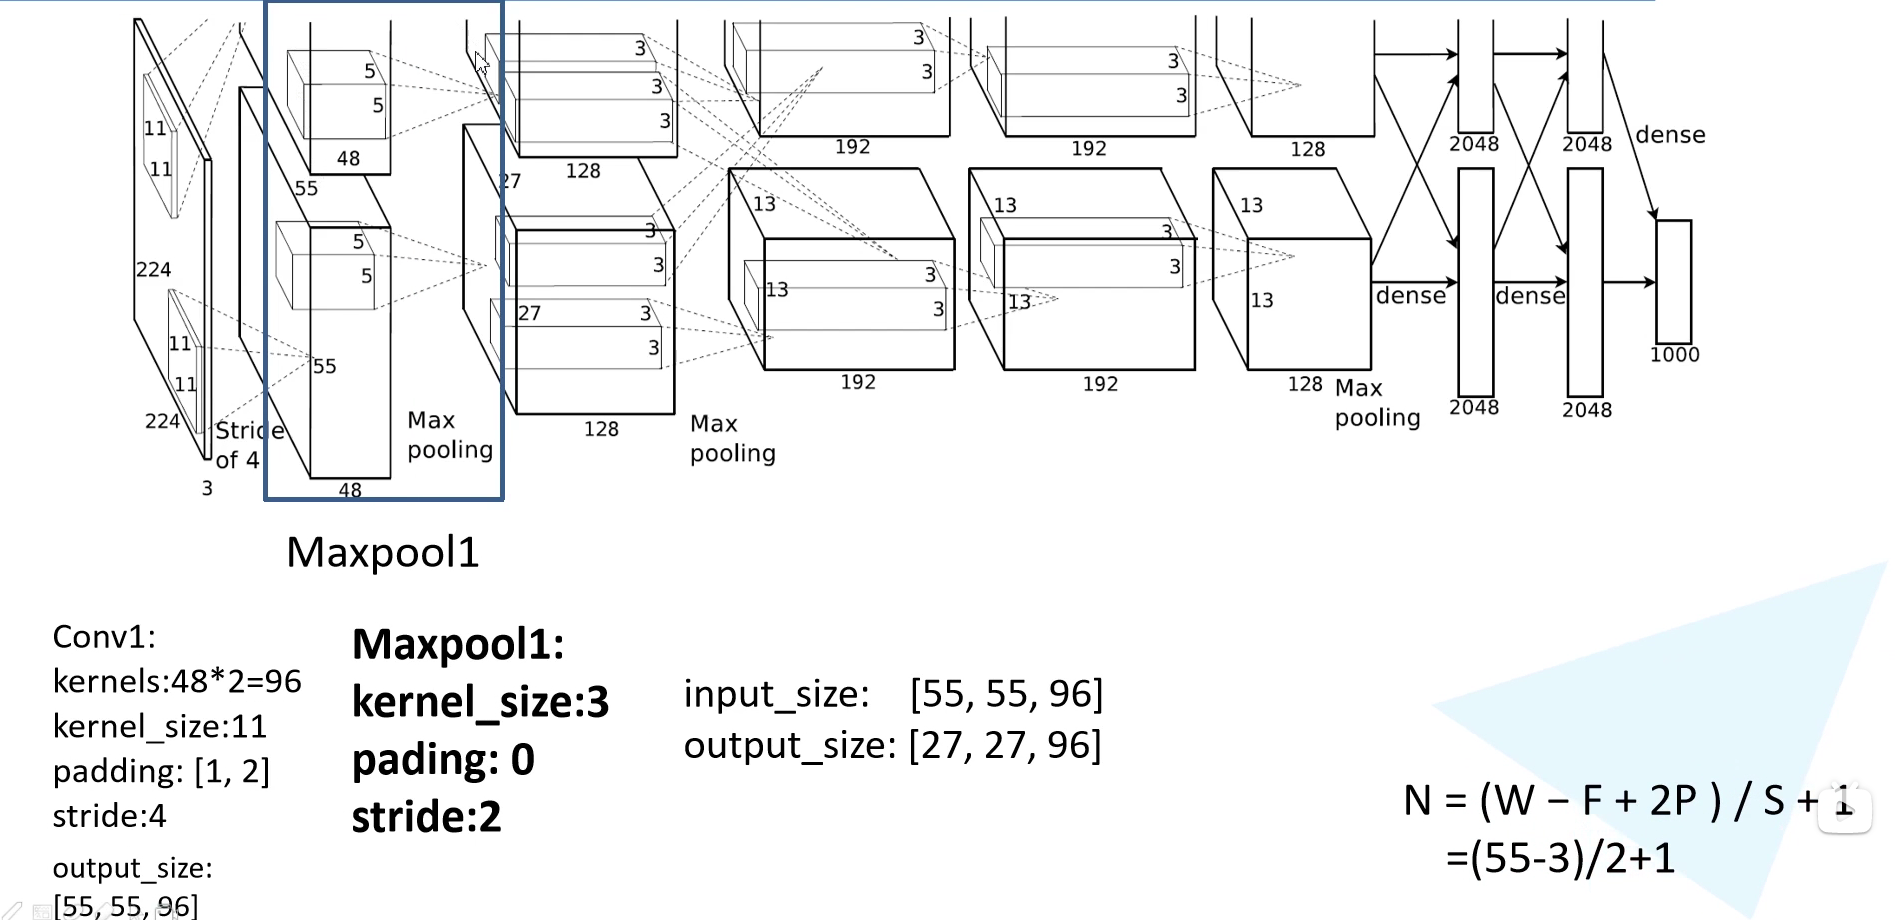 11
11
224
11
11
224
3
Stride
of 4
5
5
48
55
5
5
55
48
Max
pooling
3
3
3
128
27
3
3
27
3
3
128
Max
pooling
3
3
192
13
3
3
13
192
3
3
192
13
3
3
13
192
128
13
13
128
Max
pooling
2048
2048
dense
dense
dense
2048
2048
1000
Maxpool1
Conv1:
kernels:48*2=96
kernel_size:11
padding: [1, 2]
stride:4
output_size:
[55, 55, 96]
Maxpool1:
kernel_size:3
pading: 0
stride:2
input_size: [55, 55, 96]
output_size: [27, 27, 96]
N = (W – F + 2P ) / S + 1
=(55-3)/2+1